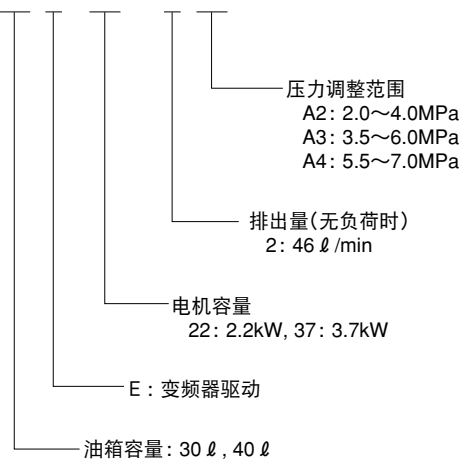 压力调整范围
A2：2.0～4.0MPa
A3：3.5～6.0MPa
A4：5.5～7.0MPa
排出量(无负荷时)
2：46 ℓ /min
电机容量
22：2.2kW, 37：3.7kW
E：变频器驱动
油箱容量：30 ℓ , 40 ℓ